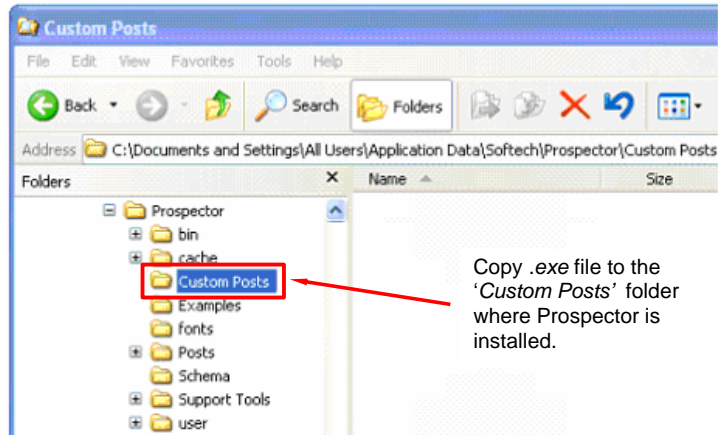 Custom Posts
File Edit View Favorites Tools Help
Back Search Folders
Address C:\Documents and Settings\All Users\Application Data\Softech\Prospector\Custom Posts
Folders x Name Size
Prospector
bin
cache
Custom Posts
Examples
fonts
Posts
Schema
Support Tools
user
Copy .exe file to the
‘Custom Posts’ folder
where Prospector is
installed.